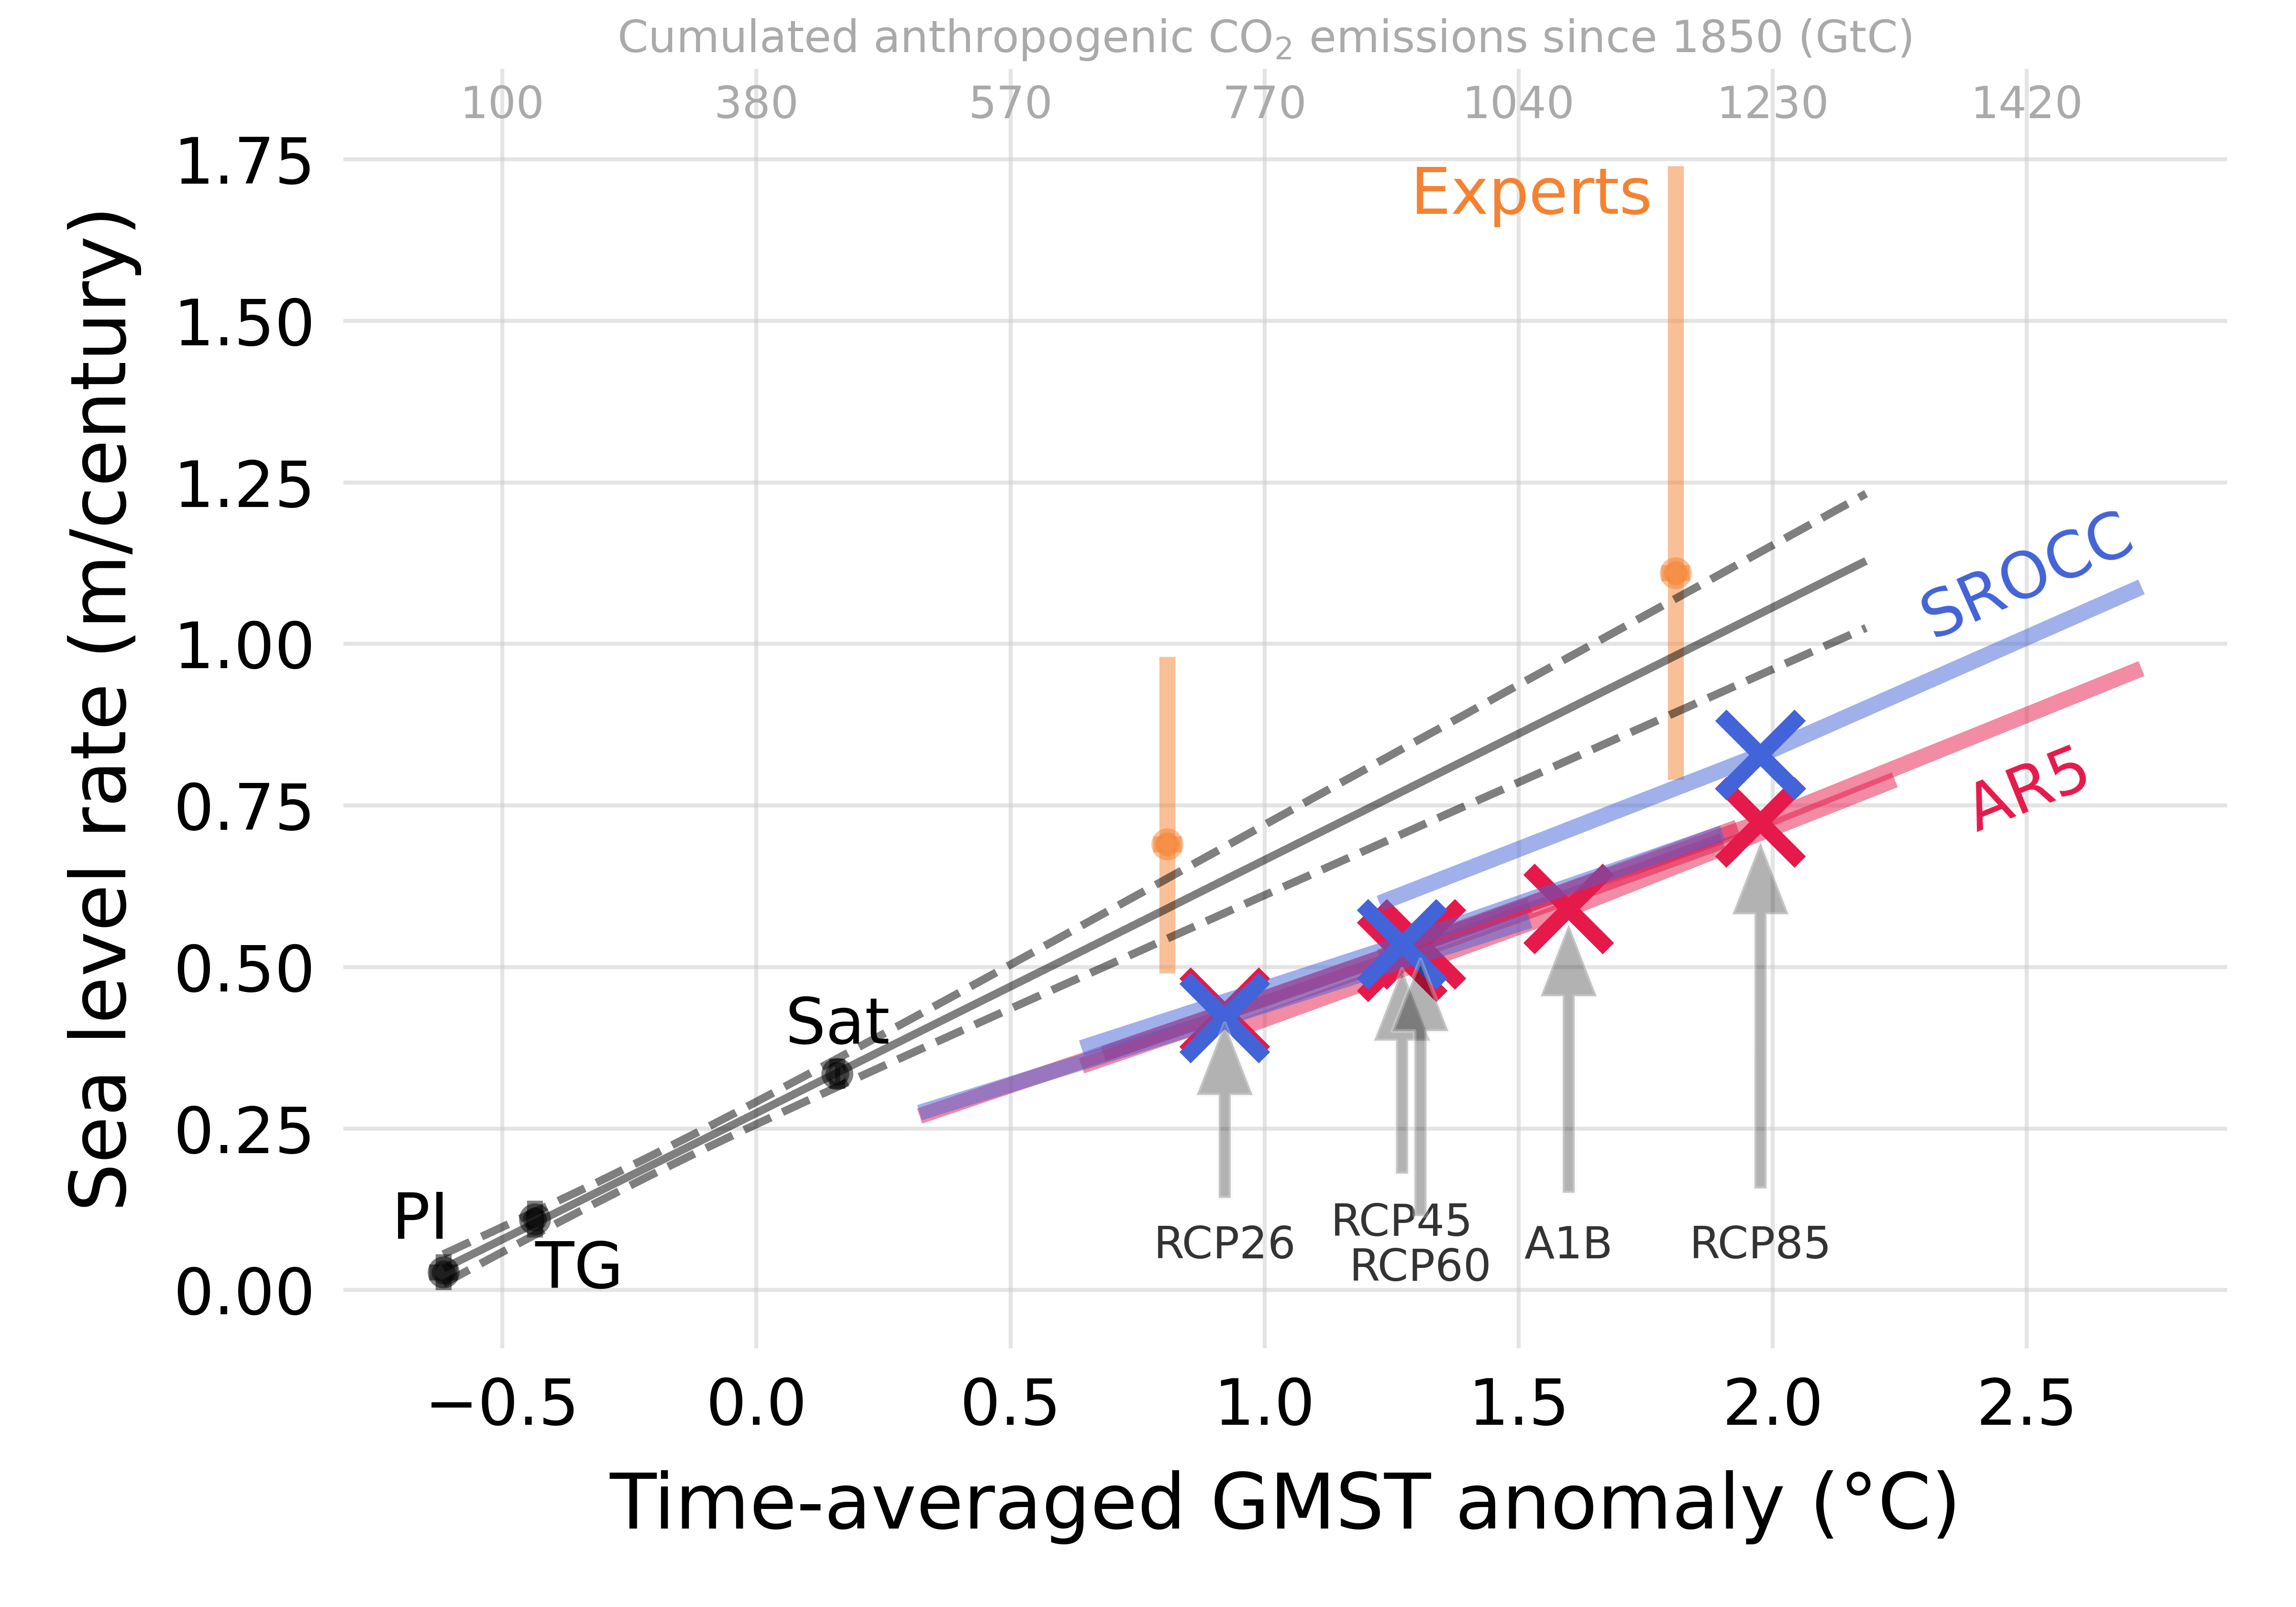 Cumulated anthropogenic CO₂ emissions since 1850 (GtC)
100 380 570 770 1040 1230 1420
1.75
Experts
1.50
Sea level rate (m/century)
1.25
SROCC
1.00
AR5
0.75
0.50
Sat
0.25
PI
TG
RCP26
RCP45
RCP60
A1B
RCP85
0.00
−0.5 0.0 0.5 1.0 1.5 2.0 2.5
Time-averaged GMST anomaly (°C)